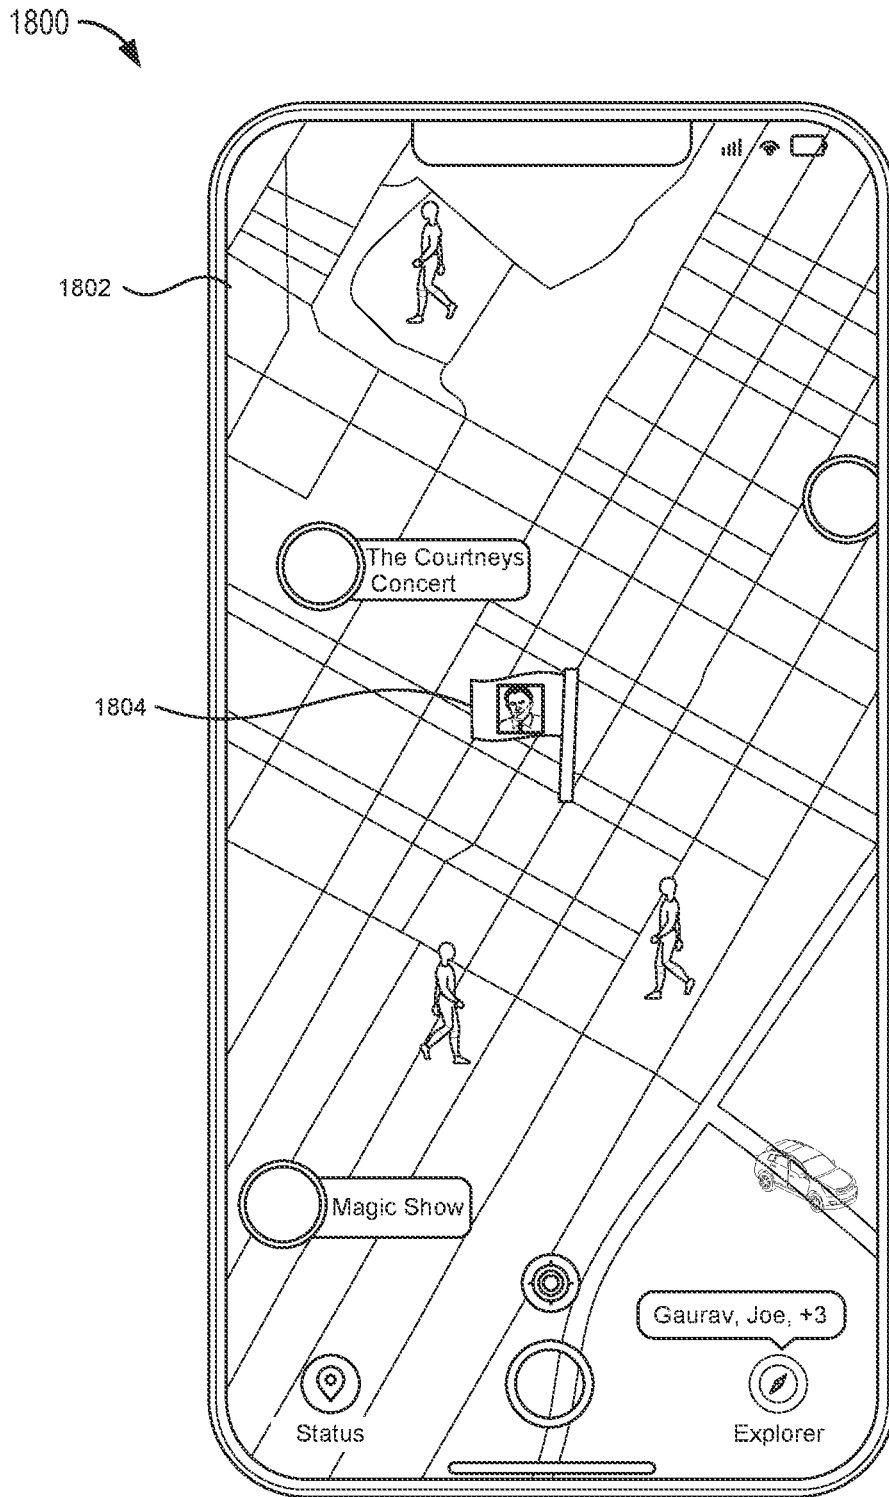 1800
1802
The Courtneys
Concert
1804
Magic Show
Gaurav, Joe, +3
Status
Explorer